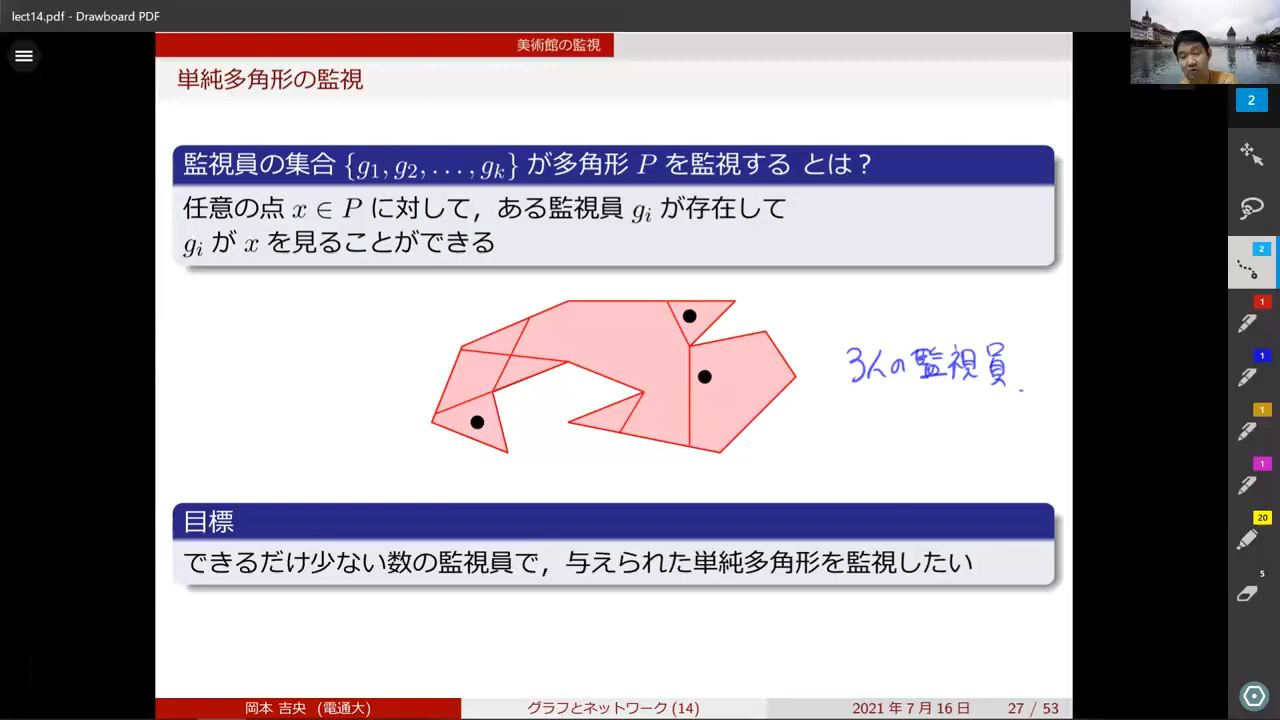 lect14.pdf - Drawboard PDF
美術館の監視
単純多角形の監視
監視員の集合 {g1, g2, . . . , gk} が多角形 P を監視する とは?
任意の点 x ∈ P に対して,ある監視員 gi が存在して
gi が x を見ることができる
3人の監視員.
目標
できるだけ少ない数の監視員で,与えられた単純多角形を監視したい
岡本 吉央 (電通大)
グラフとネットワーク (14)
2021 年 7 月 16 日
27 / 53
2
2
1
1
1
1
20
5